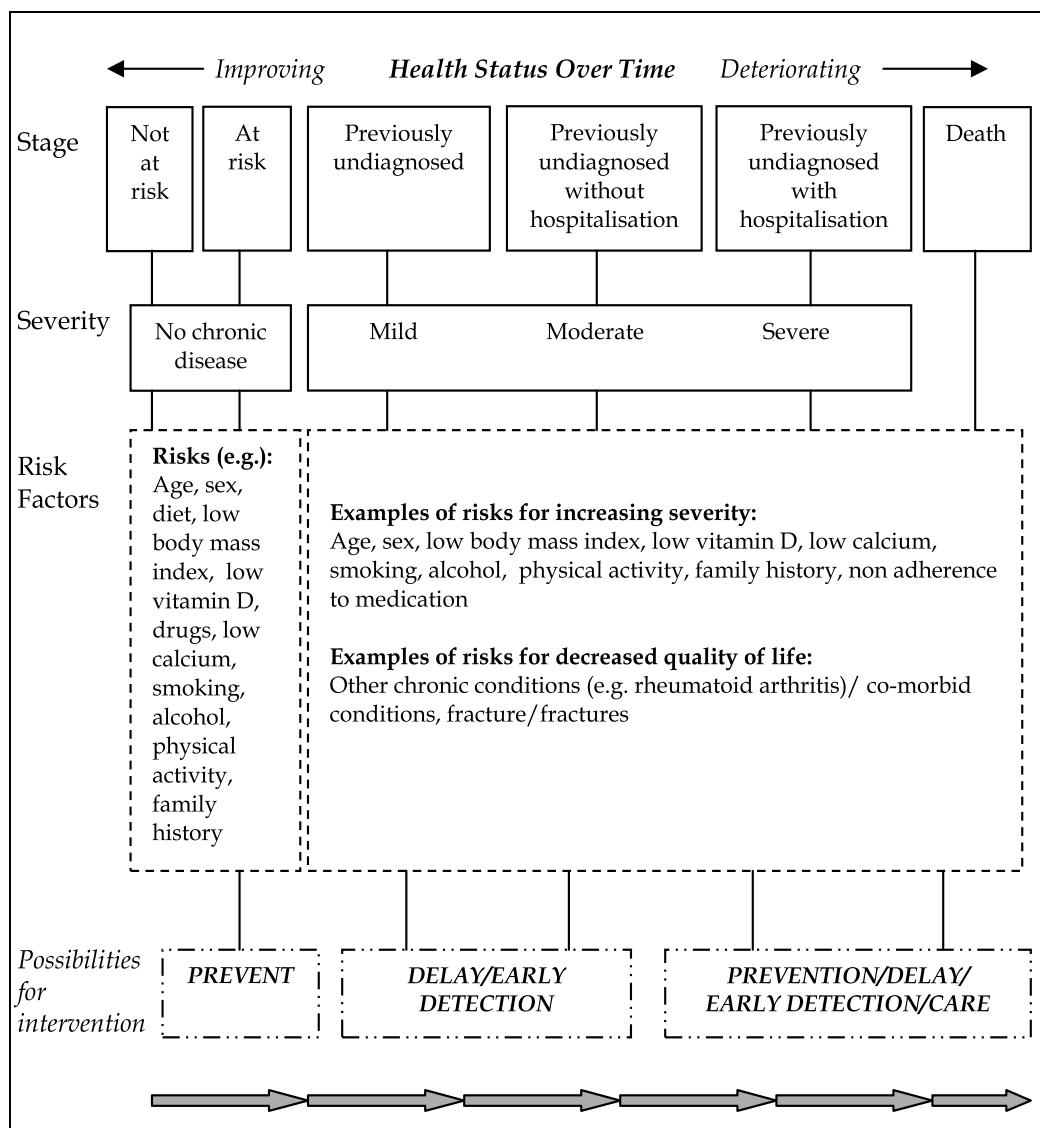 Improving Health Status Over Time Deteriorating
Stage
Not
at
risk
At
risk
Previously
undiagnosed
Previously
undiagnosed
without
hospitalisation
Previously
undiagnosed
with
hospitalisation
Death
Severity
No chronic
disease
Mild
Moderate
Severe
Risk
Factors
Risks (e.g.):
Age, sex,
diet, low
body mass
index, low
vitamin D,
drugs, low
calcium,
smoking,
alcohol,
physical
activity,
family
history
Examples of risks for increasing severity:
Age, sex, low body mass index, low vitamin D, low calcium,
smoking, alcohol, physical activity, family history, non adherence
to medication
Examples of risks for decreased quality of life:
Other chronic conditions (e.g. rheumatoid arthritis)/ co-morbid
conditions, fracture/fractures
Possibilities
for
intervention
PREVENT
DELAY/EARLY
DETECTION
PREVENTION/DELAY/
EARLY DETECTION/CARE